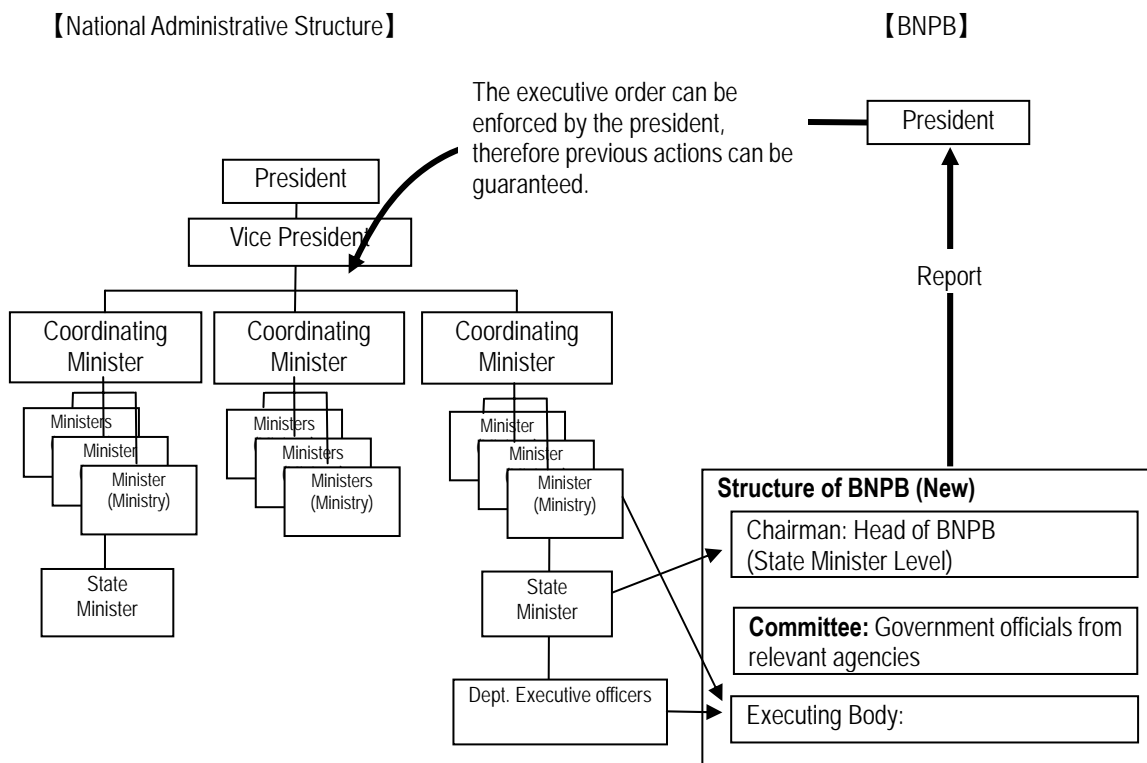 【National Administrative Structure】
【BNPB】
The executive order can be
enforced by the president,
therefore previous actions can be
guaranteed.
President
President
Vice President
Report
Coordinating
Minister
Coordinating
Minister
Coordinating
Minister
Ministers
Minister
Minister
(Ministry)
Ministers
Ministers
Ministers
(Ministry)
Minister
Minister
Minister
(Ministry)
State
Minister
State
Minister
Dept. Executive officers
Structure of BNPB (New)
Chairman: Head of BNPB
(State Minister Level)
Committee: Government officials from
relevant agencies
Executing Body: